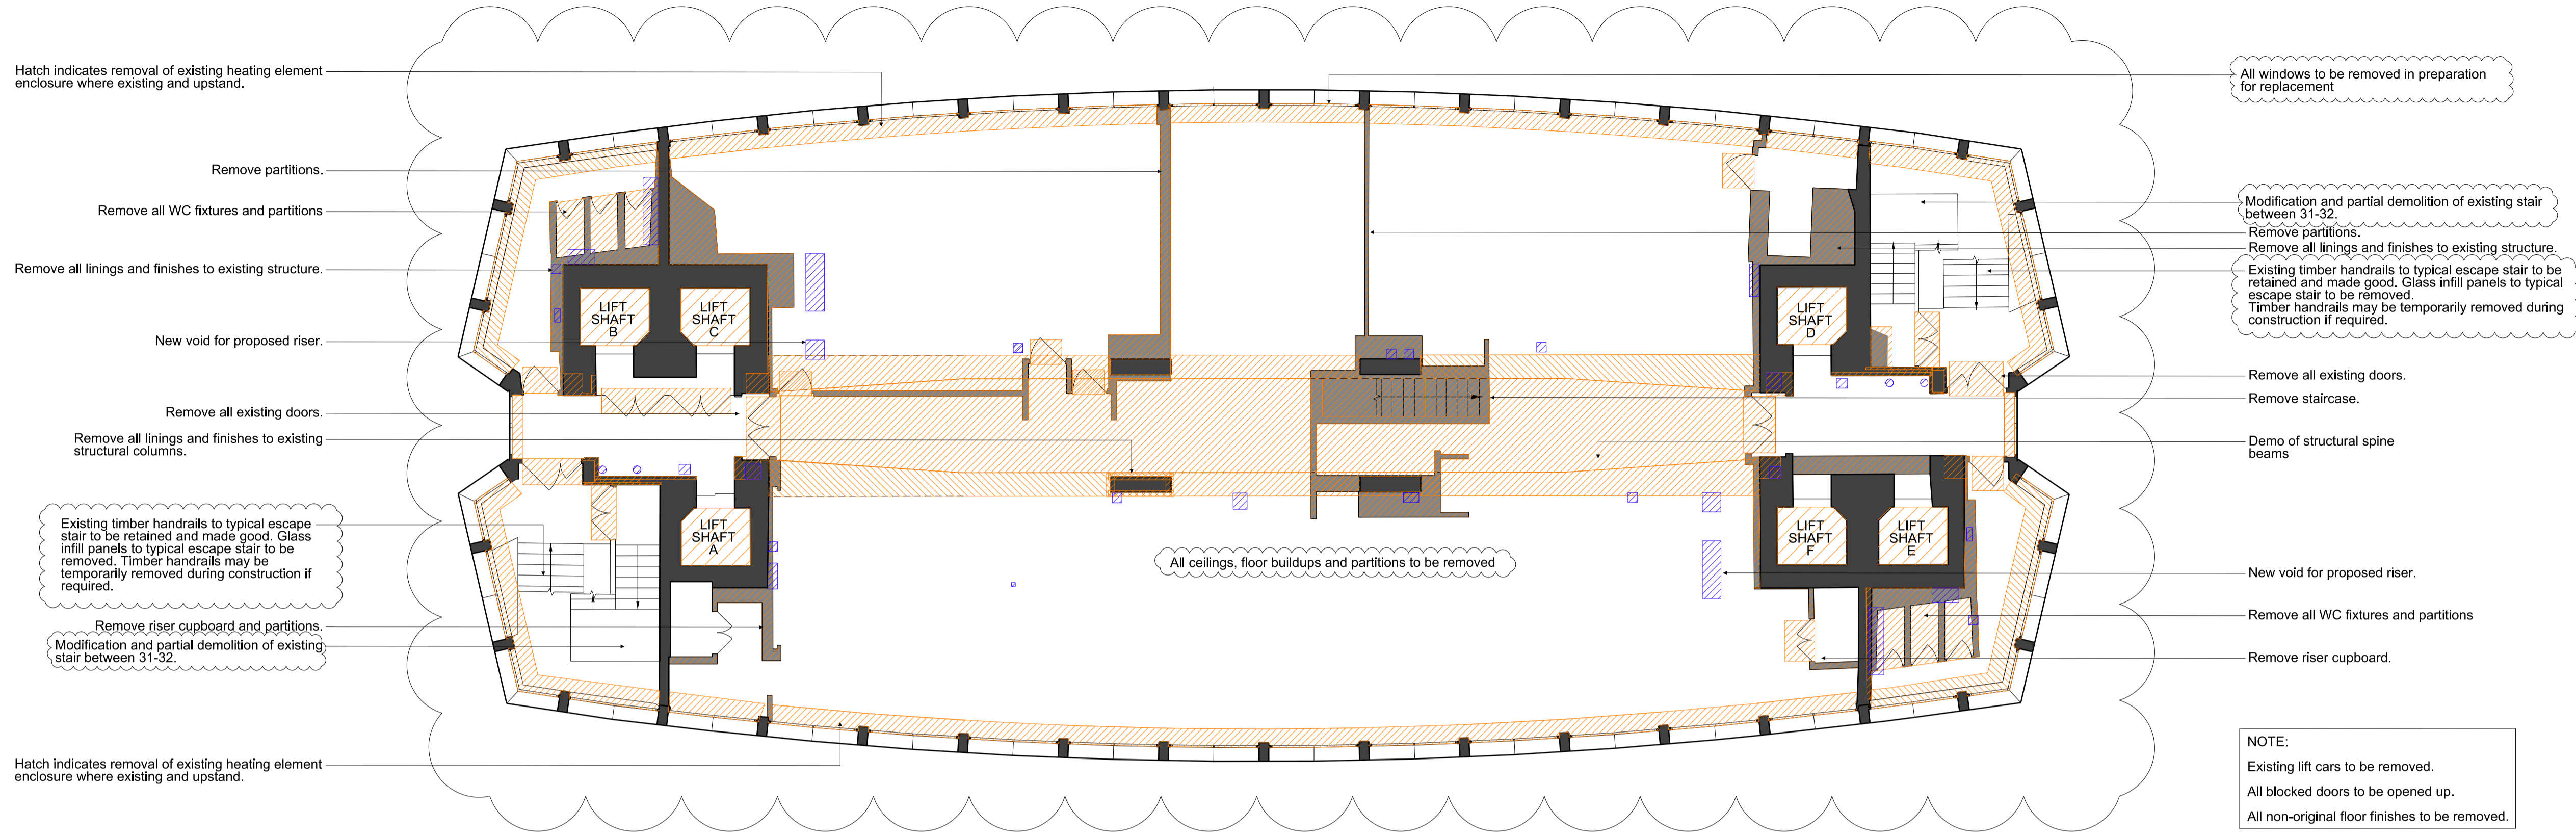 Hatch indicates removal of existing heating element
enclosure where existing and upstand.
Remove partitions.
Remove all WC fixtures and partitions
Remove all linings and finishes to existing structure.
New void for proposed riser.
Remove all existing doors.
Remove all linings and finishes to existing
structural columns.
Existing timber handrails to typical escape
stair to be retained and made good. Glass
infill panels to typical escape stair to be
removed. Timber handrails may be
temporarily removed during construction if
required.
Remove riser cupboard and partitions.
Modification and partial demolition of existing
stair between 31-32.
Hatch indicates removal of existing heating element
enclosure where existing and upstand.
LIFT
SHAFT
B
LIFT
SHAFT
C
LIFT
SHAFT
A
All ceilings, floor buildups and partitions to be removed
LIFT
SHAFT
D
LIFT
SHAFT
F
LIFT
SHAFT
E
All windows to be removed in preparation
for replacement
Modification and partial demolition of existing stair
between 31-32.
Remove partitions.
Remove all linings and finishes to existing structure.
Existing timber handrails to typical escape stair to be
retained and made good. Glass infill panels to typical
escape stair to be removed.
Timber handrails may be temporarily removed during
construction if required.
Remove all existing doors.
Remove staircase.
Demo of structural spine
beams
New void for proposed riser.
Remove all WC fixtures and partitions
Remove riser cupboard.
NOTE:
Existing lift cars to be removed.
All blocked doors to be opened up.
All non-original floor finishes to be removed.